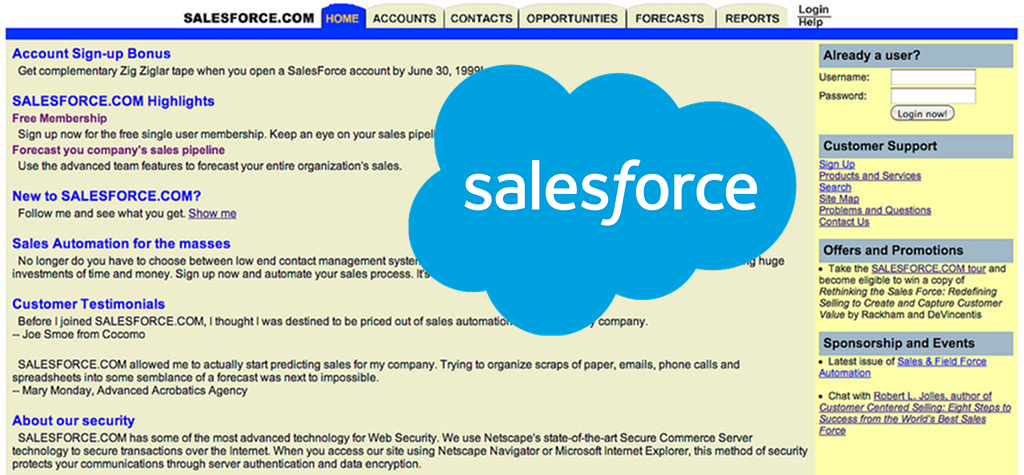 SALESFORCE.COM HOME ACCOUNTS CONTACTS OPPORTUNITIES FORECASTS REPORTS Login
Help
Account Sign-up Bonus
Get complementary Zig Ziglar tape when you open a SalesForce account by June 30, 1999!
SALESFORCE.COM Highlights
Free Membership
Sign up now for the free single user membership. Keep an eye on your sales
Forecast you company's sales pipeline
Use the advanced team features to forecast your entire organization's sales.
New to SALESFORCE.COM?
Follow me and see what you get. Show me
Sales Automation for the masses
No longer do you have to choose between low end contact management huge
investments of time and money. Sign up now and automate your sales process. It's
Customer Testimonials
Before I joined SALESFORCE.COM, I thought I was destined to be priced out of sales company.
-- Joe Smoe from Cocomo
SALESFORCE.COM allowed me to actually start predicting sales for my company. Trying to organize scraps of paper, emails, phone calls and
spreadsheets into some semblance of a forecast was next to impossible.
-- Mary Monday, Advanced Acrobatics Agency
About our security
SALESFORCE.COM has some of the most advanced technology for Web Security. We use Netscape's state-of-the-art Secure Commerce Server
technology to secure transactions over the Internet. When you access our site using Netscape Navigator or Microsoft Internet Explorer, this method of security
protects your communications through server authentication and data encryption.
salesforce
Already a user?
Username:
Password:
Login now!
Customer Support
Sign Up
Products and Services
Search
Site Map
Problems and Questions
Contact Us
Offers and Promotions
• Take the SALESFORCE.COM tour and
become eligible to win a copy of
Rethinking the Sales Force: Redefining
Selling to Create and Capture Customer
Value by Rackham and DeVincentis
Sponsorship and Events
• Latest issue of Sales & Field Force
Automation
• Chat with Robert L. Jolles, author of
Customer Centered Selling: Eight Steps to
Success from the World's Best Sales
Force